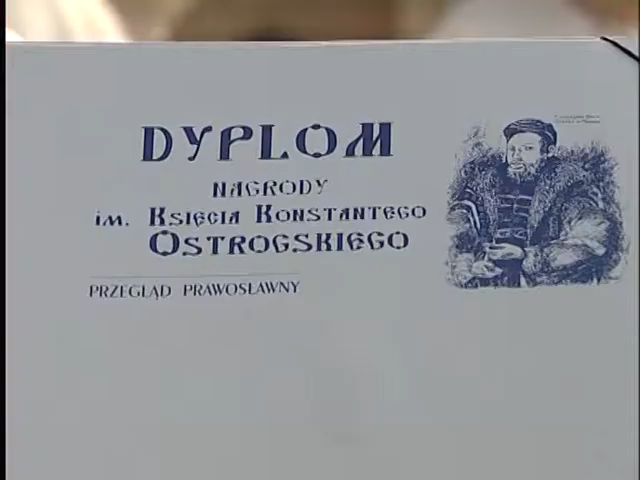 DYPLOM
NAGRODY
im. KSIĘCIA KONSTANTEGO
OSTROGSKIEGO
PRZEGLĄD PRAWOSŁAWNY